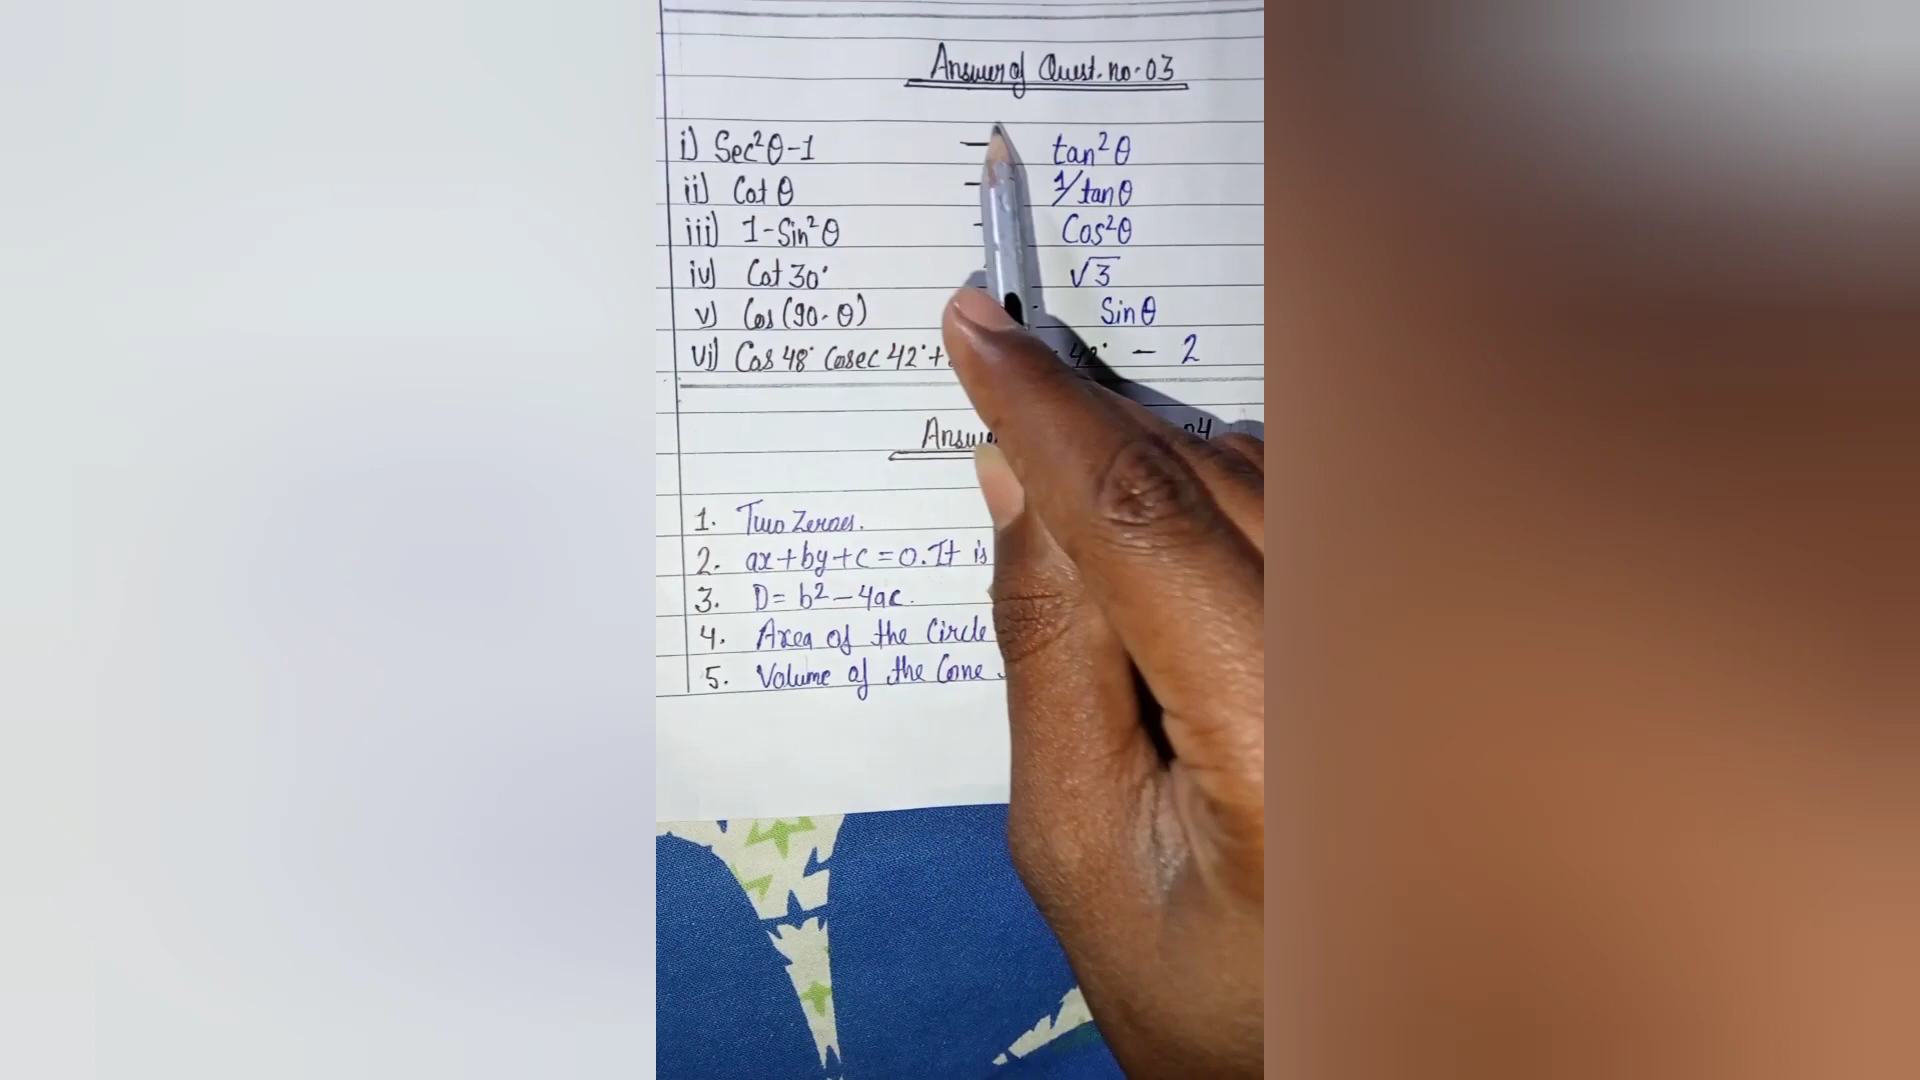 Answer of Quest. no. 03
i) Sec²θ-1 — tan²θ
ii) Cot θ — 1/tanθ
iii) 1-Sin²θ - Cos²θ
iv) Cot 30° √3
v) Cos (90-θ) Sinθ
vi) Cos 48° Cosec 42° + 42° — 2
04
1. Two Zeroes.
2. ax+by+c=0. It is
3. D= b²-4ac.
4. Area of the Circle
5. Volume of the Cone